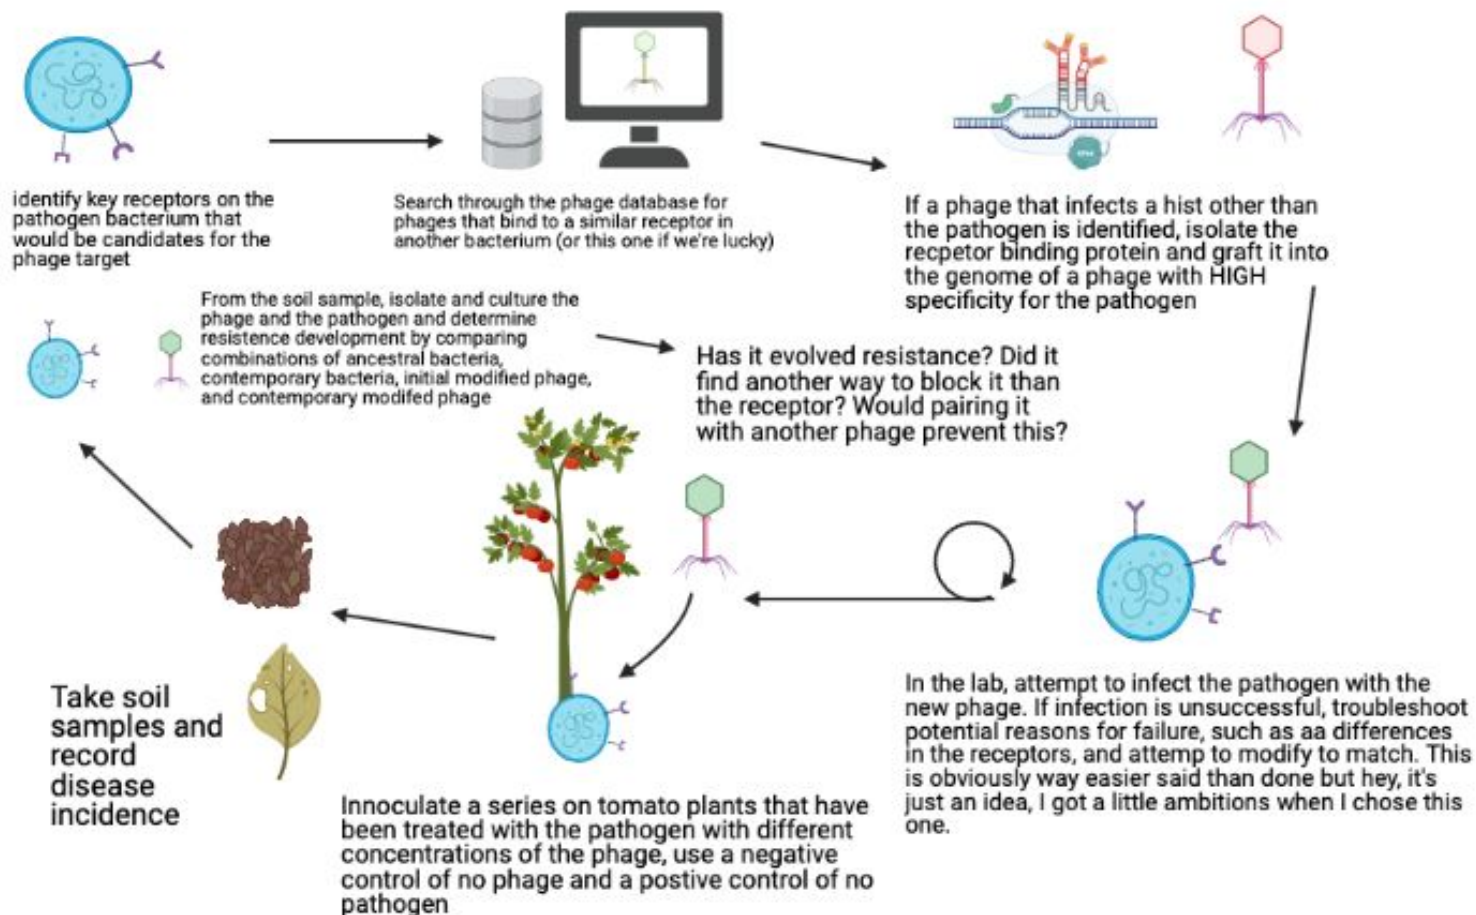 identify key receptors on the
pathogen bacterium that
would be candidates for the
phage target
Search through the phage database for
phages that bind to a similar receptor in
another bacterium (or this one if we're lucky)
If a phage that infects a hist other than
the pathogen is identified, isolate the
recpetor binding protein and graft it into
the genome of a phage with HIGH
specificity for the pathogen
In the lab, attempt to infect the pathogen with the
new phage. If infection is unsuccessful, troubleshoot
potential reasons for failure, such as aa differences
in the receptors, and attemp to modify to match. This
is obviously way easier said than done but hey, it's
just an idea, I got a little ambitions when I chose this
one.
Innoculate a series on tomato plants that have
been treated with the pathogen with different
concentrations of the phage, use a negative
control of no phage and a postive control of no
pathogen
Take soil
samples and
record
disease
incidence
From the soil sample, isolate and culture the
phage and the pathogen and determine
resistence development by comparing
combinations of ancestral bacteria,
contemporary bacteria, initial modified phage,
and contemporary modifed phage
Has it evolved resistance? Did it
find another way to block it than
the receptor? Would pairing it
with another phage prevent this?